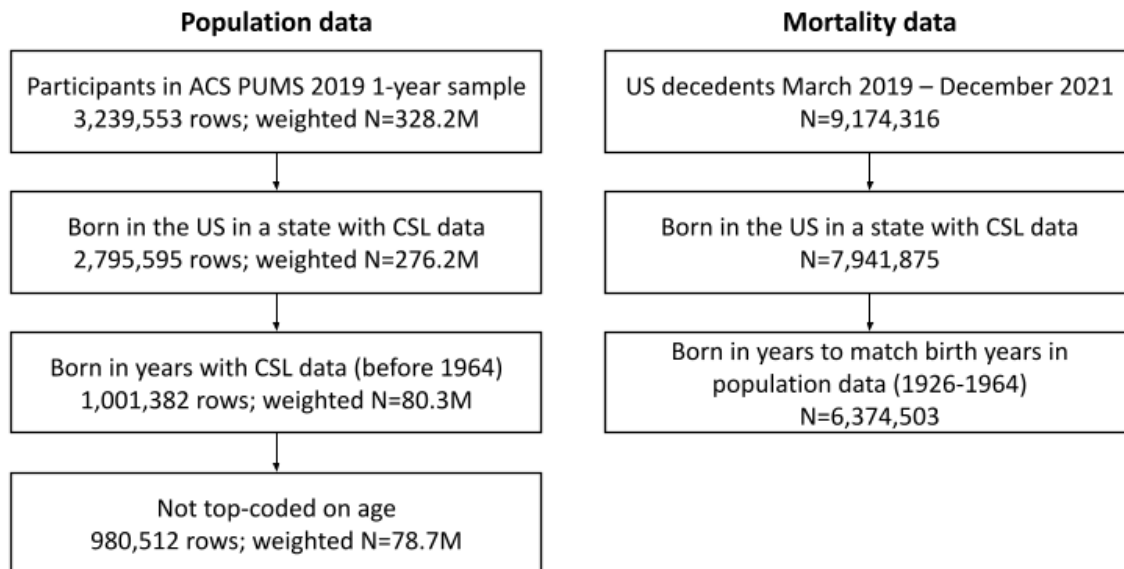 Population data
Participants in ACS PUMS 2019 1-year sample
3,239,553 rows; weighted N=328.2M
Born in the US in a state with CSL data
2,795,595 rows; weighted N=276.2M
Born in years with CSL data (before 1964)
1,001,382 rows; weighted N=80.3M
Not top-coded on age
980,512 rows; weighted N=78.7M
Mortality data
US decedents March 2019 – December 2021
N=9,174,316
Born in the US in a state with CSL data
N=7,941,875
Born in years to match birth years in
population data (1926-1964)
N=6,374,503